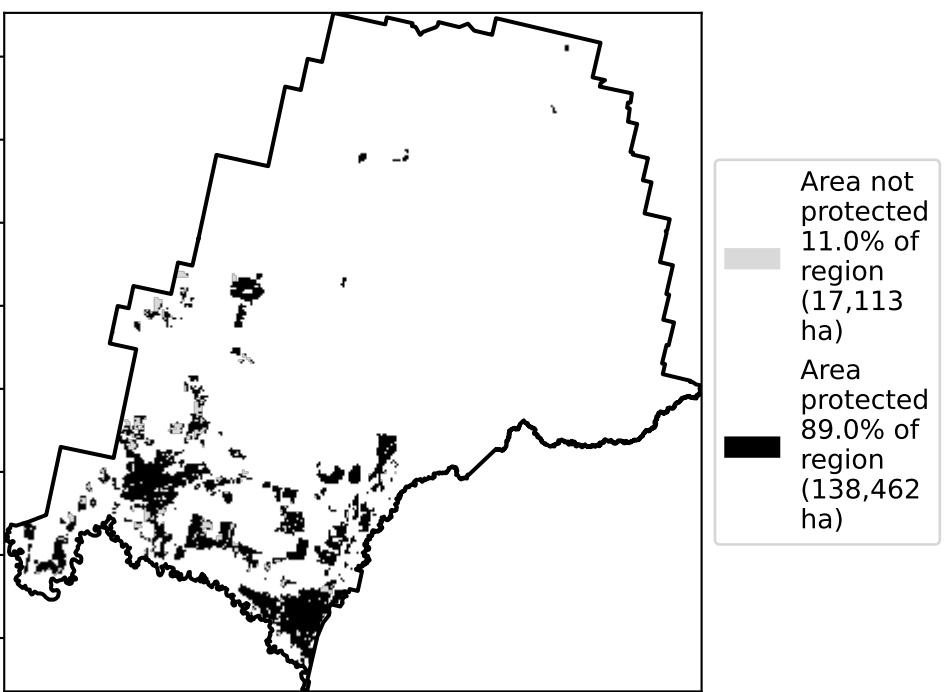 Area not
protected
11.0% of
region
(17,113
ha)
Area
protected
89.0% of
region
(138,462
ha)